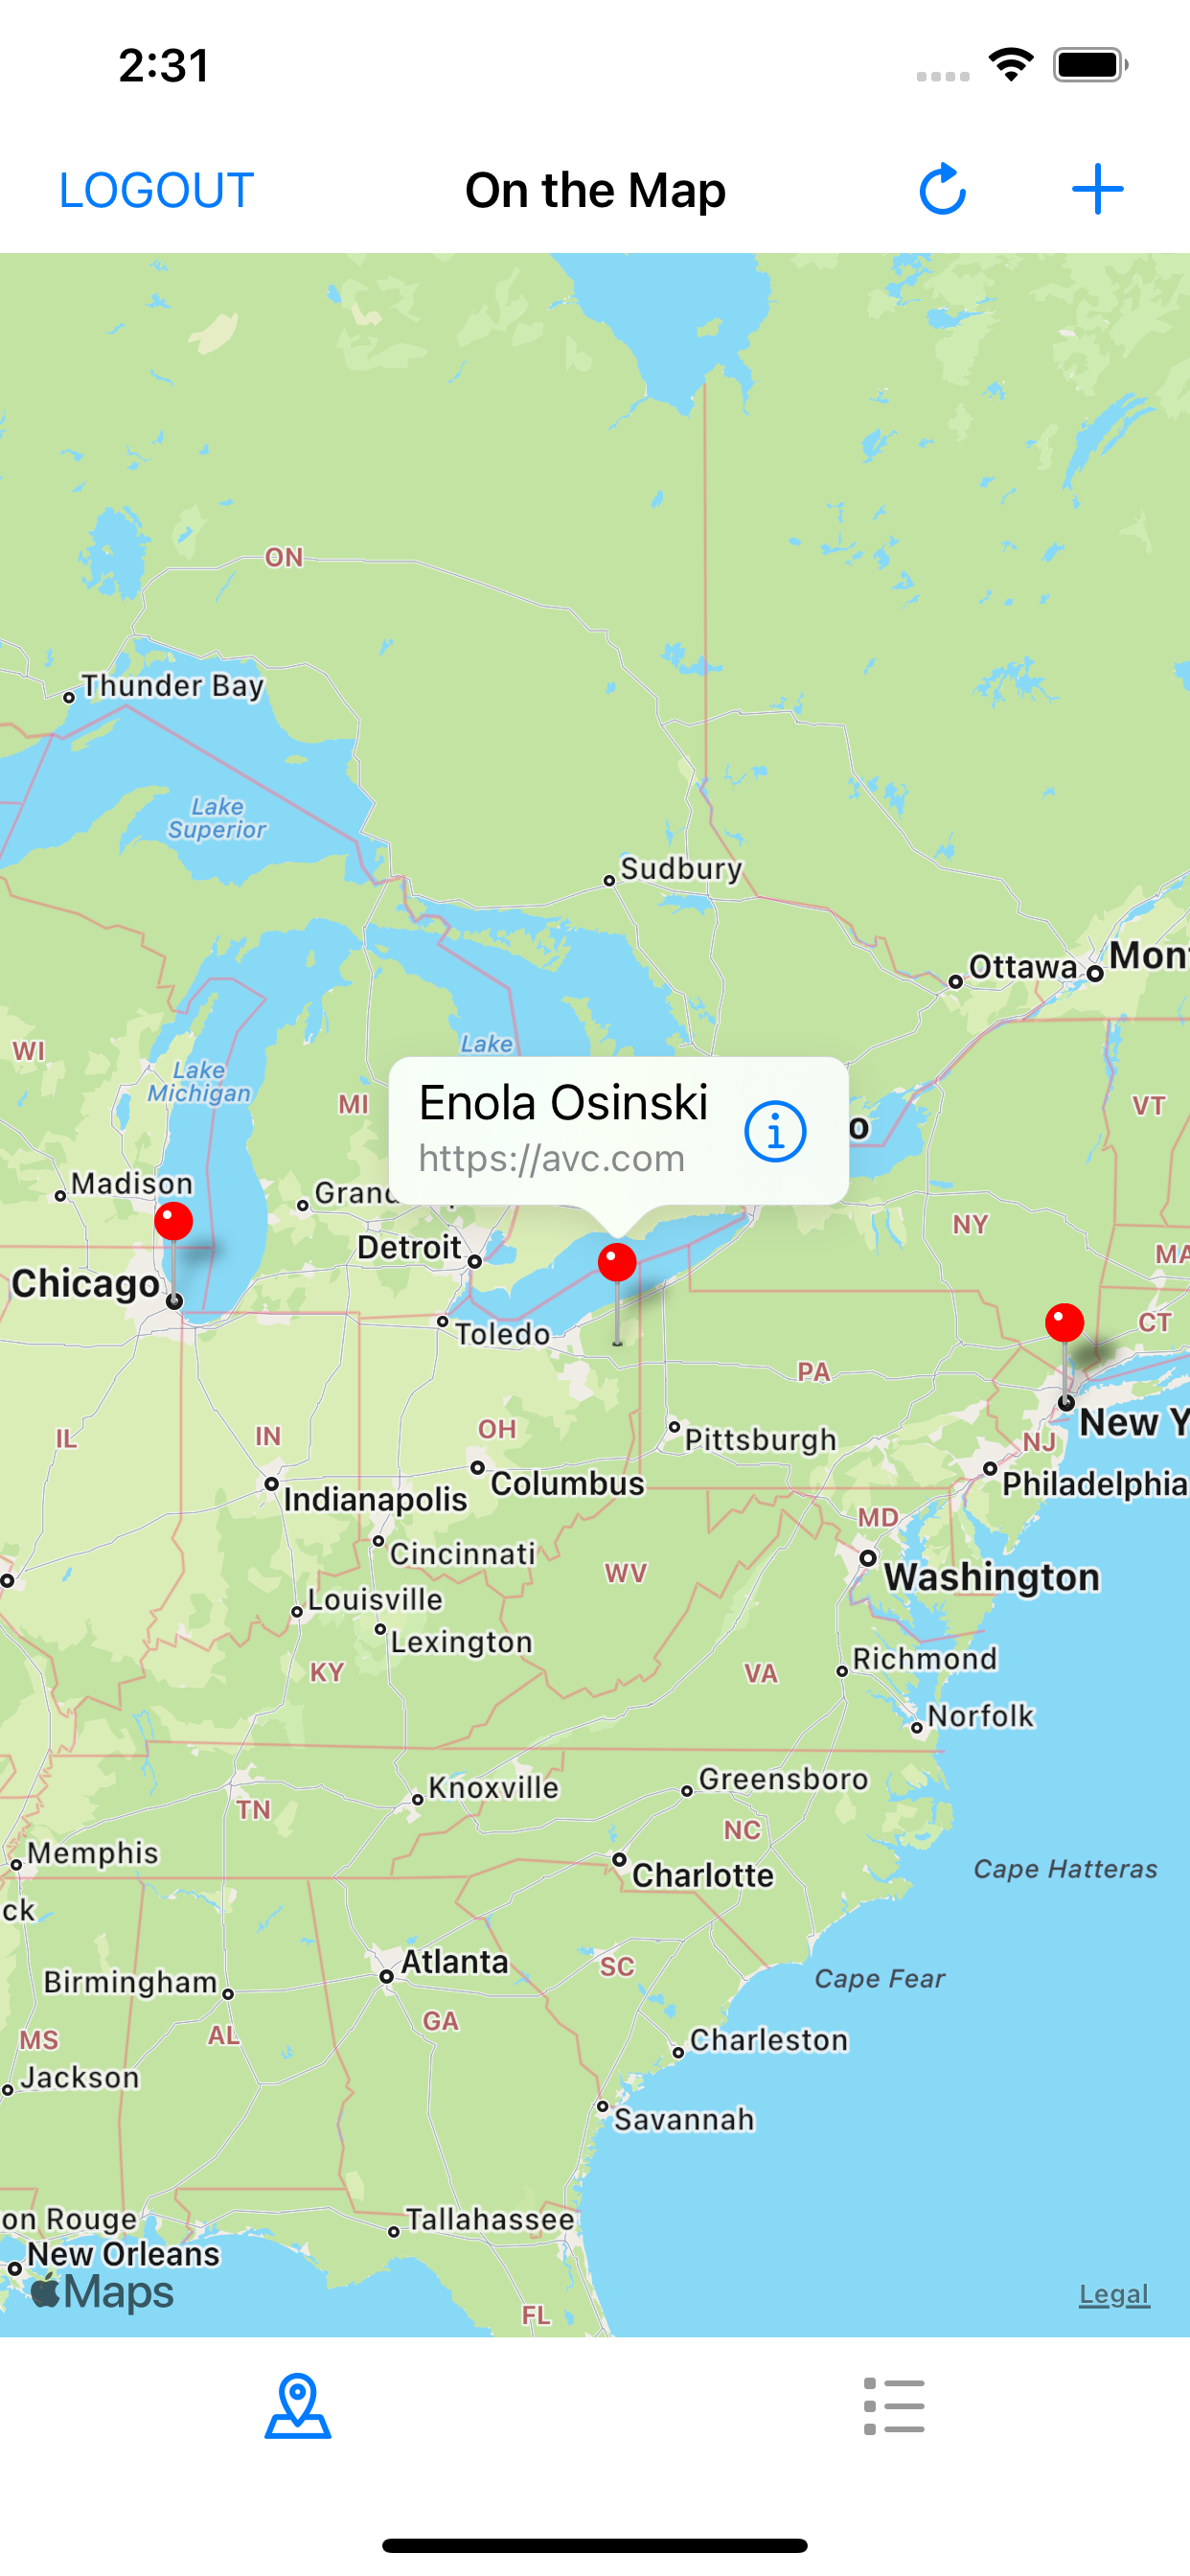 2:31
LOGOUT
On the Map
ON
Thunder Bay
Lake
Superior
Sudbury
Ottawa
Mon
WI
Lake
Lake
Michigan
MI
VT
Enola Osinski
https://avc.com
o
Madison
Grand
NY
MA
Detroit
Chicago
CT
Toledo
PA
New Y
IL
IN
OH
Pittsburgh
NJ
Columbus
Philadelphia
Indianapolis
MD
Cincinnati
WV
Washington
Louisville
Lexington
Richmond
KY
VA
Norfolk
Greensboro
Knoxville
TN
NC
Memphis
Charlotte
Cape Hatteras
ck
Atlanta
SC
Birmingham
Cape Fear
GA
AL
MS
Charleston
Jackson
Savannah
on Rouge
Tallahassee
New Orleans
Maps
Legal
FL